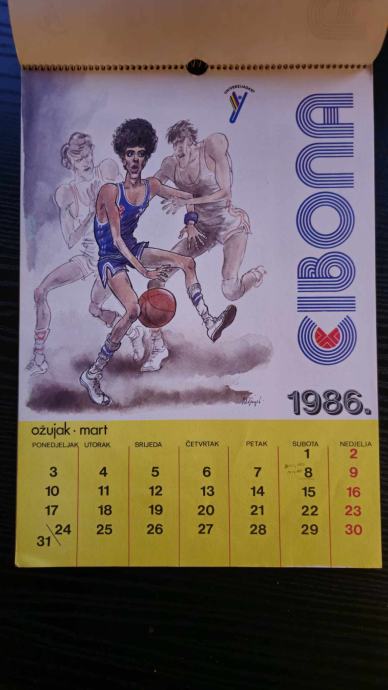 UNIVERZIJADA'87
CIBONA
1986.
ožujak · mart
PONEDJELJAK UTORAK SRIJEDA ČETVRTAK PETAK SUBOTA NEDJELJA
1 2
3 4 5 6 7 8 9
10 11 12 13 14 15 16
17 18 19 20 21 22 23
24 25 26 27 28 29 30
31